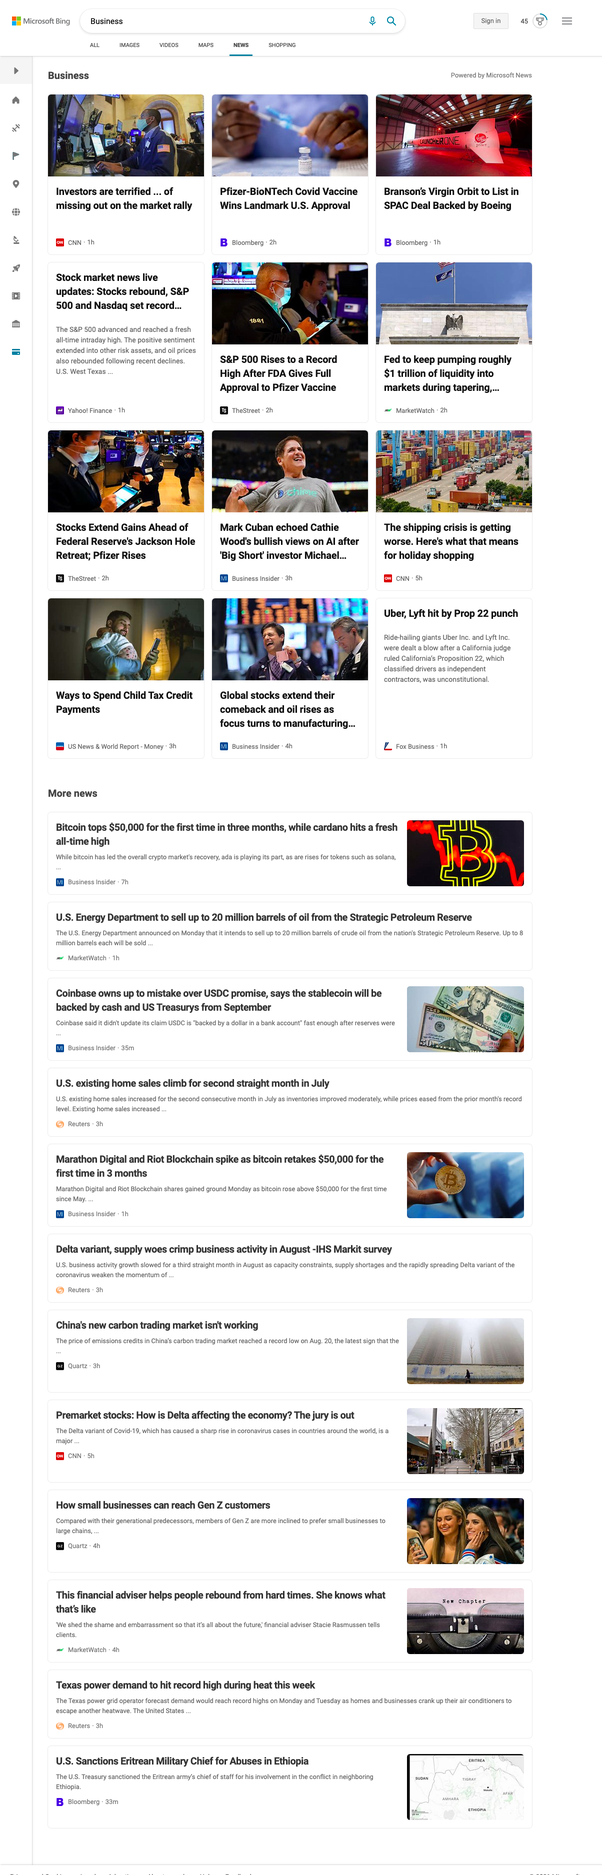 Microsoft Bing
Business
Sign in
45
ALL IMAGES VIDEOS MAPS NEWS SHOPPING
Business
Powered by Microsoft News
Investors are terrified ... of
missing out on the market rally
CNN · 1h
Pfizer-BioNTech Covid Vaccine
Wins Landmark U.S. Approval
Bloomberg · 2h
Branson's Virgin Orbit to List in
SPAC Deal Backed by Boeing
Bloomberg · 1h
Stock market news live
updates: Stocks rebound, S&P
500 and Nasdaq set record...
The S&P 500 advanced and reached a fresh
all-time intraday high. The positive sentiment
extended into other risk assets, and oil prices
also rebounded following recent declines.
U.S. West Texas ...
Yahoo! Finance · 1h
S&P 500 Rises to a Record
High After FDA Gives Full
Approval to Pfizer Vaccine
TheStreet · 2h
Fed to keep pumping roughly
$1 trillion of liquidity into
markets during tapering,...
MarketWatch · 2h
Stocks Extend Gains Ahead of
Federal Reserve's Jackson Hole
Retreat; Pfizer Rises
TheStreet · 2h
Mark Cuban echoed Cathie
Wood's bullish views on AI after
'Big Short' investor Michael...
Business Insider · 3h
The shipping crisis is getting
worse. Here's what that means
for holiday shopping
CNN · 5h
Ways to Spend Child Tax Credit
Payments
US News & World Report - Money · 3h
Global stocks extend their
comeback and oil rises as
focus turns to manufacturing...
Business Insider · 4h
Uber, Lyft hit by Prop 22 punch
Ride-hailing giants Uber Inc. and Lyft Inc.
were dealt a blow after a California judge
ruled California's Proposition 22, which
classified drivers as independent
contractors, was unconstitutional.
Fox Business · 1h
More news
Bitcoin tops $50,000 for the first time in three months, while cardano hits a fresh
all-time high
While bitcoin has led the overall crypto market's recovery, ada is playing its part, as are rises for tokens such as solana,
...
Business Insider · 7h
U.S. Energy Department to sell up to 20 million barrels of oil from the Strategic Petroleum Reserve
The U.S. Energy Department announced on Monday that it intends to sell up to 20 million barrels of crude oil from the nation's Strategic Petroleum Reserve. Up to 8
million barrels each will be sold ...
MarketWatch · 1h
Coinbase owns up to mistake over USDC promise, says the stablecoin will be
backed by cash and US Treasurys from September
Coinbase said it didn't update its claim USDC is "backed by a dollar in a bank account" fast enough after reserves were
...
Business Insider · 35m
U.S. existing home sales climb for second straight month in July
U.S. existing home sales increased for the second consecutive month in July as inventories improved moderately, while prices eased from the prior month's record
level. Existing home sales increased ...
Reuters · 3h
Marathon Digital and Riot Blockchain spike as bitcoin retakes $50,000 for the
first time in 3 months
Marathon Digital and Riot Blockchain shares gained ground Monday as bitcoin rose above $50,000 for the first time
since May. ...
Business Insider · 1h
Delta variant, supply woes crimp business activity in August -IHS Markit survey
U.S. business activity growth slowed for a third straight month in August as capacity constraints, supply shortages and the rapidly spreading Delta variant of the
coronavirus weaken the momentum of ...
Reuters · 3h
China's new carbon trading market isn't working
The price of emissions credits in China's carbon trading market reached a record low on Aug. 20, the latest sign that the
...
Quartz · 3h
Premarket stocks: How is Delta affecting the economy? The jury is out
The Delta variant of Covid-19, which has caused a sharp rise in coronavirus cases in countries around the world, is a
major ...
CNN · 5h
How small businesses can reach Gen Z customers
Compared with their generational predecessors, members of Gen Z are more inclined to prefer small businesses to
large chains, ...
Quartz · 4h
This financial adviser helps people rebound from hard times. She knows what
that's like
'We shed the shame and embarrassment so that it's all about the future,' financial adviser Stacie Rasmussen tells
clients.
MarketWatch · 4h
New Chapter
Texas power demand to hit record high during heat this week
The Texas power grid operator forecast demand would reach record highs on Monday and Tuesday as homes and businesses crank up their air conditioners to
escape another heatwave. The United States ...
Reuters · 3h
U.S. Sanctions Eritrean Military Chief for Abuses in Ethiopia
The U.S. Treasury sanctioned the Eritrean army's chief of staff for his involvement in the conflict in neighboring
Ethiopia.
Bloomberg · 33m
ERITREA
SUDAN
TIGRAY
AMHARA
AFAR
ETHIOPIA